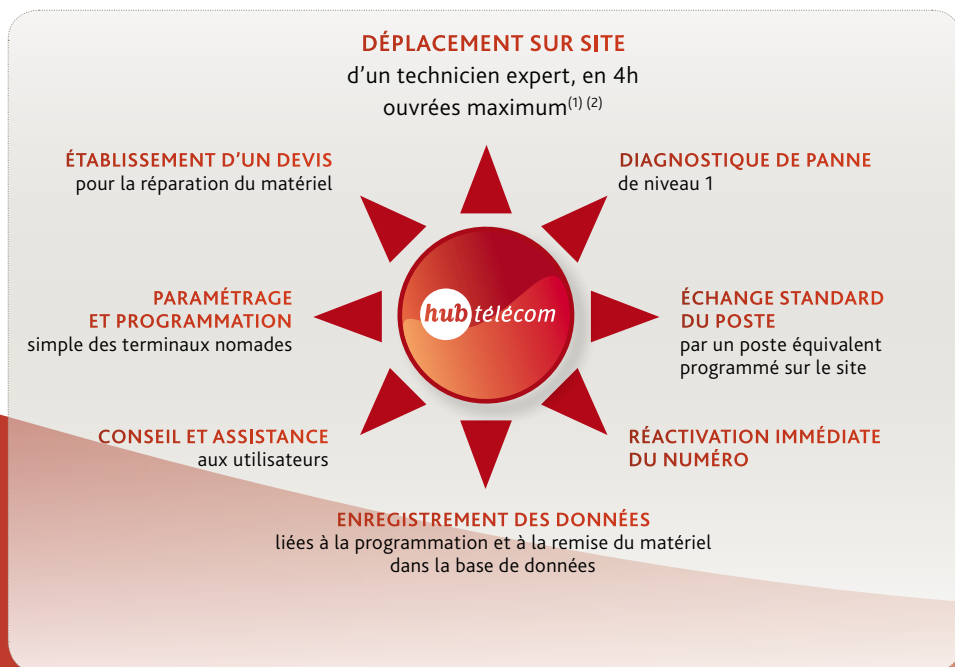 DÉPLACEMENT SUR SITE
d'un technicien expert, en 4h
ouvrées maximum(1) (2)
ÉTABLISSEMENT D'UN DEVIS
pour la réparation du matériel
DIAGNOSTIQUE DE PANNE
de niveau 1
PARAMÉTRAGE
ET PROGRAMMATION
simple des terminaux nomades
hub télécom
ÉCHANGE STANDARD
DU POSTE
par un poste équivalent
programmé sur le site
CONSEIL ET ASSISTANCE
aux utilisateurs
RÉACTIVATION IMMÉDIATE
DU NUMÉRO
ENREGISTREMENT DES DONNÉES
liées à la programmation et à la remise du matériel
dans la base de données